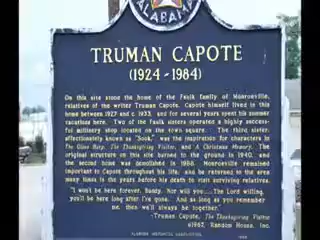 ALABAMA
TRUMAN CAPOTE
(1924-1984)
On this site stood the home of the Faulk family of Monroeville,
relatives of the writer Truman Capote. Capote himself lived in this
home between 1927 and c. 1933, and for several years spent his summer
vacations here. Two of the Faulk sisters operated a highly success-
ful millinery shop located on the town square. The third sister,
affectionately known as "Sook," was the inspiration for characters in
The Glass Harp, The Thanksgiving Visitor, and A Christmas Memory. The
original structure on this site burned to the ground in 1940, and
the second home was demolished in 1988. Monroeville remained
important to Capote throughout his life, and he returned to the area
many times in the years before his death to visit surviving relatives.
"I won't be here forever, Buddy. Nor will you... The Lord willing,
you'll be here long after I've gone. And as long as you remember
me, then we'll always be together."
-Truman Capote, The Thanksgiving Visitor
©1967, Random House, Inc.
ALABAMA HISTORICAL ASSOCIATION